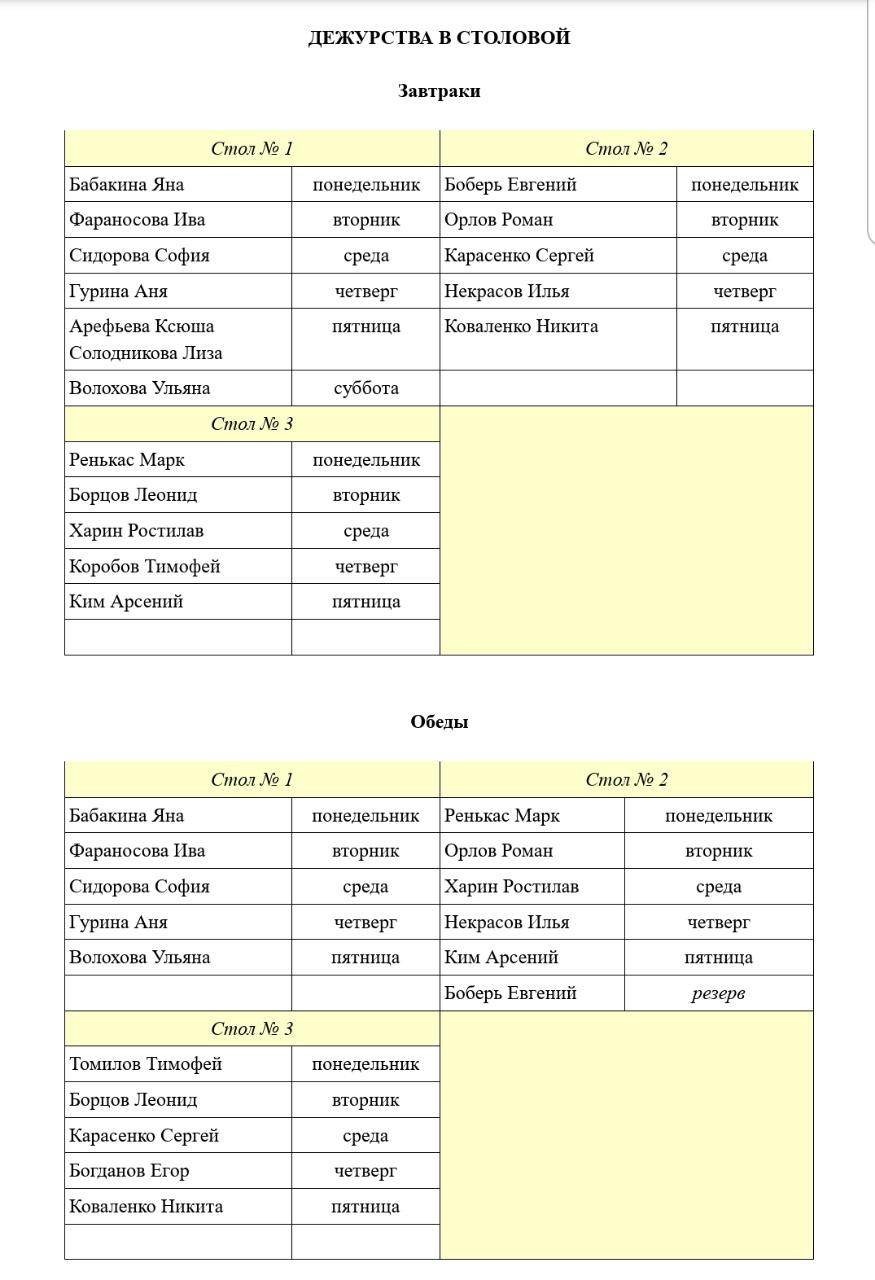 ДЕЖУРСТВА В СТОЛОВОЙ
Завтраки
Стол № 1 Стол № 2
Бабакина Яна понедельник Боберь Евгений понедельник
Фараносова Ива вторник Орлов Роман вторник
Сидорова София среда Карасенко Сергей среда
Гурина Аня четверг Некрасов Илья четверг
Арефьева Ксюша пятница Коваленко Никита пятница
Солодникова Лиза
Волохова Ульяна суббота
Стол № 3
Ренькас Марк понедельник
Борцов Леонид вторник
Харин Ростилав среда
Коробов Тимофей четверг
Ким Арсений пятница
Обеды
Стол № 1 Стол № 2
Бабакина Яна понедельник Ренькас Марк понедельник
Фараносова Ива вторник Орлов Роман вторник
Сидорова София среда Харин Ростилав среда
Гурина Аня четверг Некрасов Илья четверг
Волохова Ульяна пятница Ким Арсений пятница
Боберь Евгений резерв
Стол № 3
Томилов Тимофей понедельник
Борцов Леонид вторник
Карасенко Сергей среда
Богданов Егор четверг
Коваленко Никита пятница